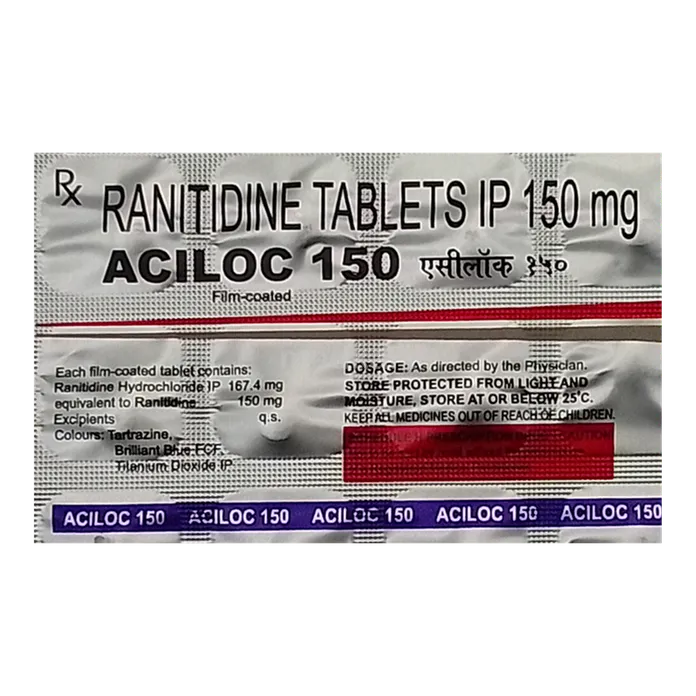 Rx RANITIDINE TABLETS IP 150 mg
ACILOC 150 एसीलॉक १५०
Film-coated
Each film-coated tablet contains:
Ranitidine Hydrochloride IP 167.4 mg
equivalent to Ranitidine 150 mg
Excipients q.s.
Colours: Tartrazine,
Brilliant Blue FCF,
Titanium Dioxide IP
DOSAGE: As directed by the Physician.
STORE PROTECTED FROM LIGHT AND
MOISTURE, STORE AT OR BELOW 25°C.
KEEP ALL MEDICINES OUT OF REACH OF CHILDREN.
ACILOC 150 ACILOC 150 ACILOC 150 ACILOC 150 ACILOC 150